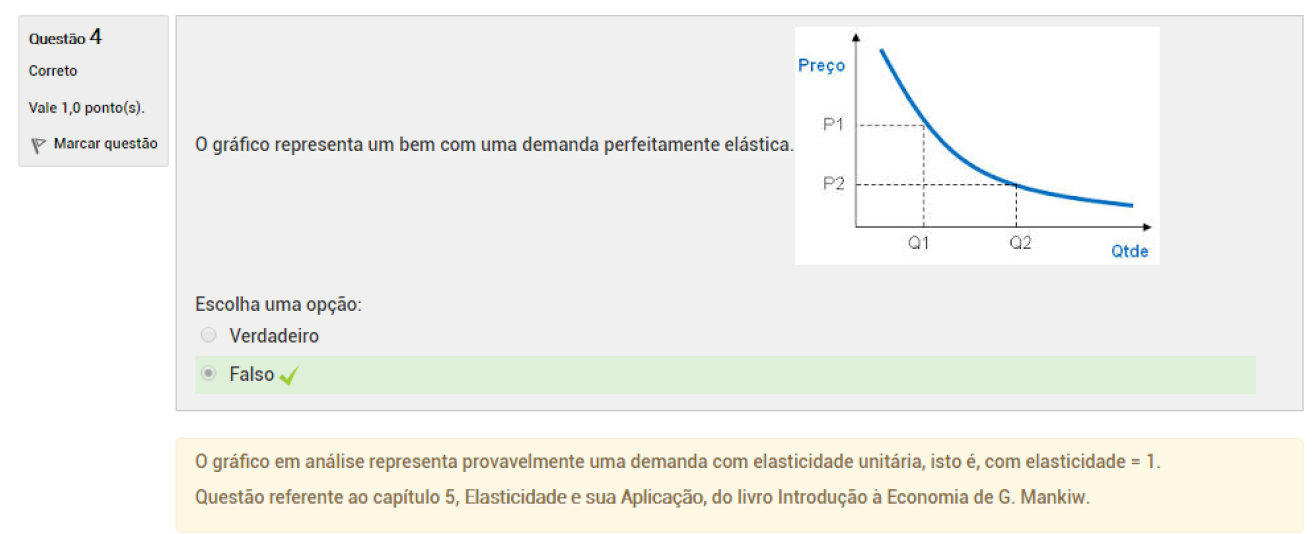 Questão 4
Correto
Vale 1,0 ponto(s).
Marcar questão
O gráfico representa um bem com uma demanda perfeitamente elástica.
Preço
P1
P2
Q1
Q2
Qtde
Escolha uma opção:
Verdadeiro
Falso
O gráfico em análise representa provavelmente uma demanda com elasticidade unitária, isto é, com elasticidade = 1.
Questão referente ao capítulo 5, Elasticidade e sua Aplicação, do livro Introdução à Economia de G. Mankiw.